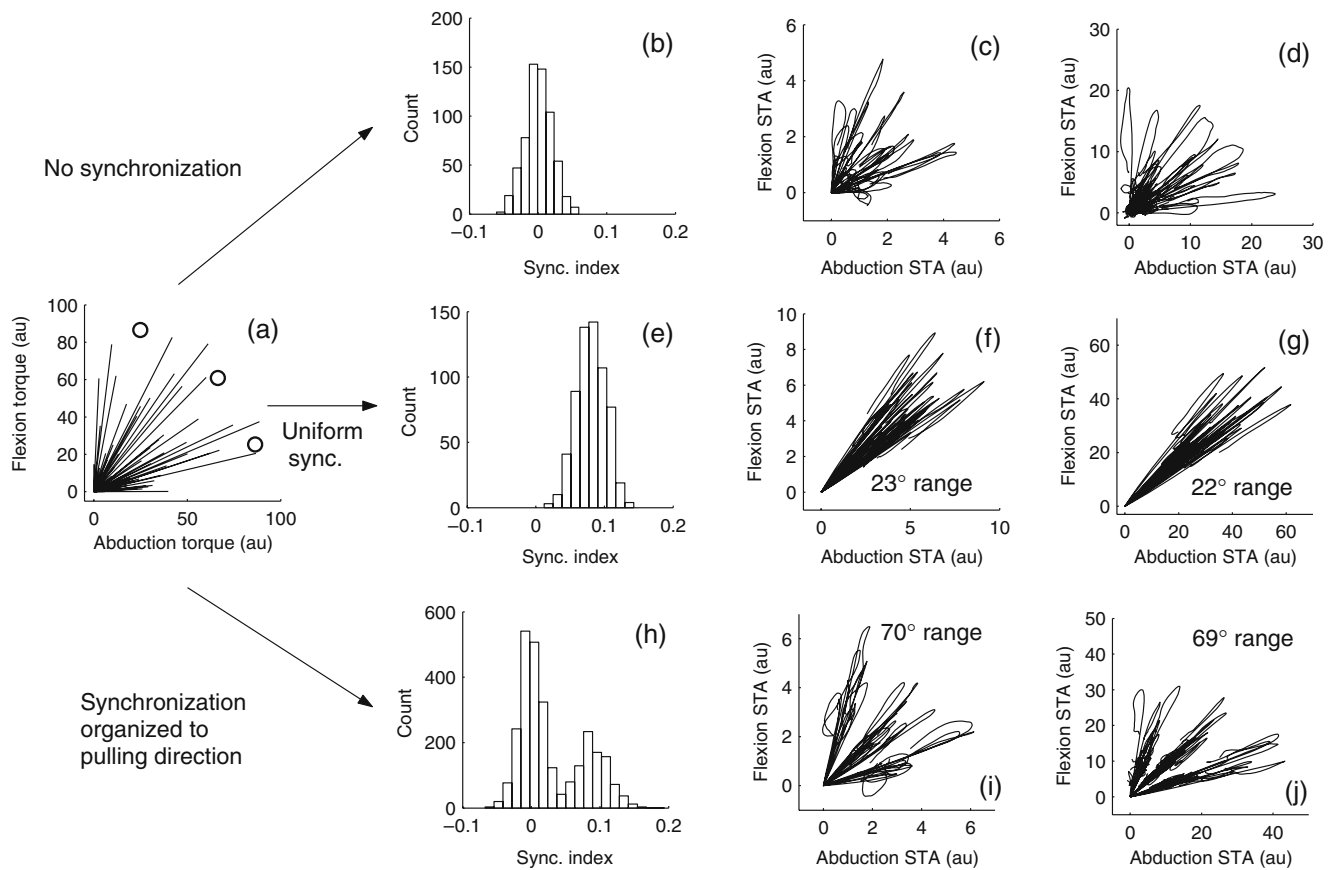 No synchronization
Uniform
sync.
Synchronization
organized to
pulling direction
(a)
Flexion torque (au)
100
80
60
40
20
0
0 50 100
Abduction torque (au)
(b)
Count
200
150
100
50
0
−0.1 0 0.1 0.2
Sync. index
(c)
Flexion STA (au)
6
4
2
0
0 2 4 6
Abduction STA (au)
(d)
Flexion STA (au)
30
20
10
0
0 10 20 30
Abduction STA (au)
(e)
Count
150
100
50
0
−0.1 0 0.1 0.2
Sync. index
(f)
Flexion STA (au)
10
8
6
4
2
0
23° range
0 5 10
Abduction STA (au)
(g)
Flexion STA (au)
60
40
20
0
22° range
0 20 40 60
Abduction STA (au)
(h)
Count
600
400
200
0
−0.1 0 0.1 0.2
Sync. index
70° range
Flexion STA (au)
6
4
2
0
(i)
0 2 4 6
Abduction STA (au)
69° range
Flexion STA (au)
50
40
30
20
10
0
(j)
0 20 40
Abduction STA (au)